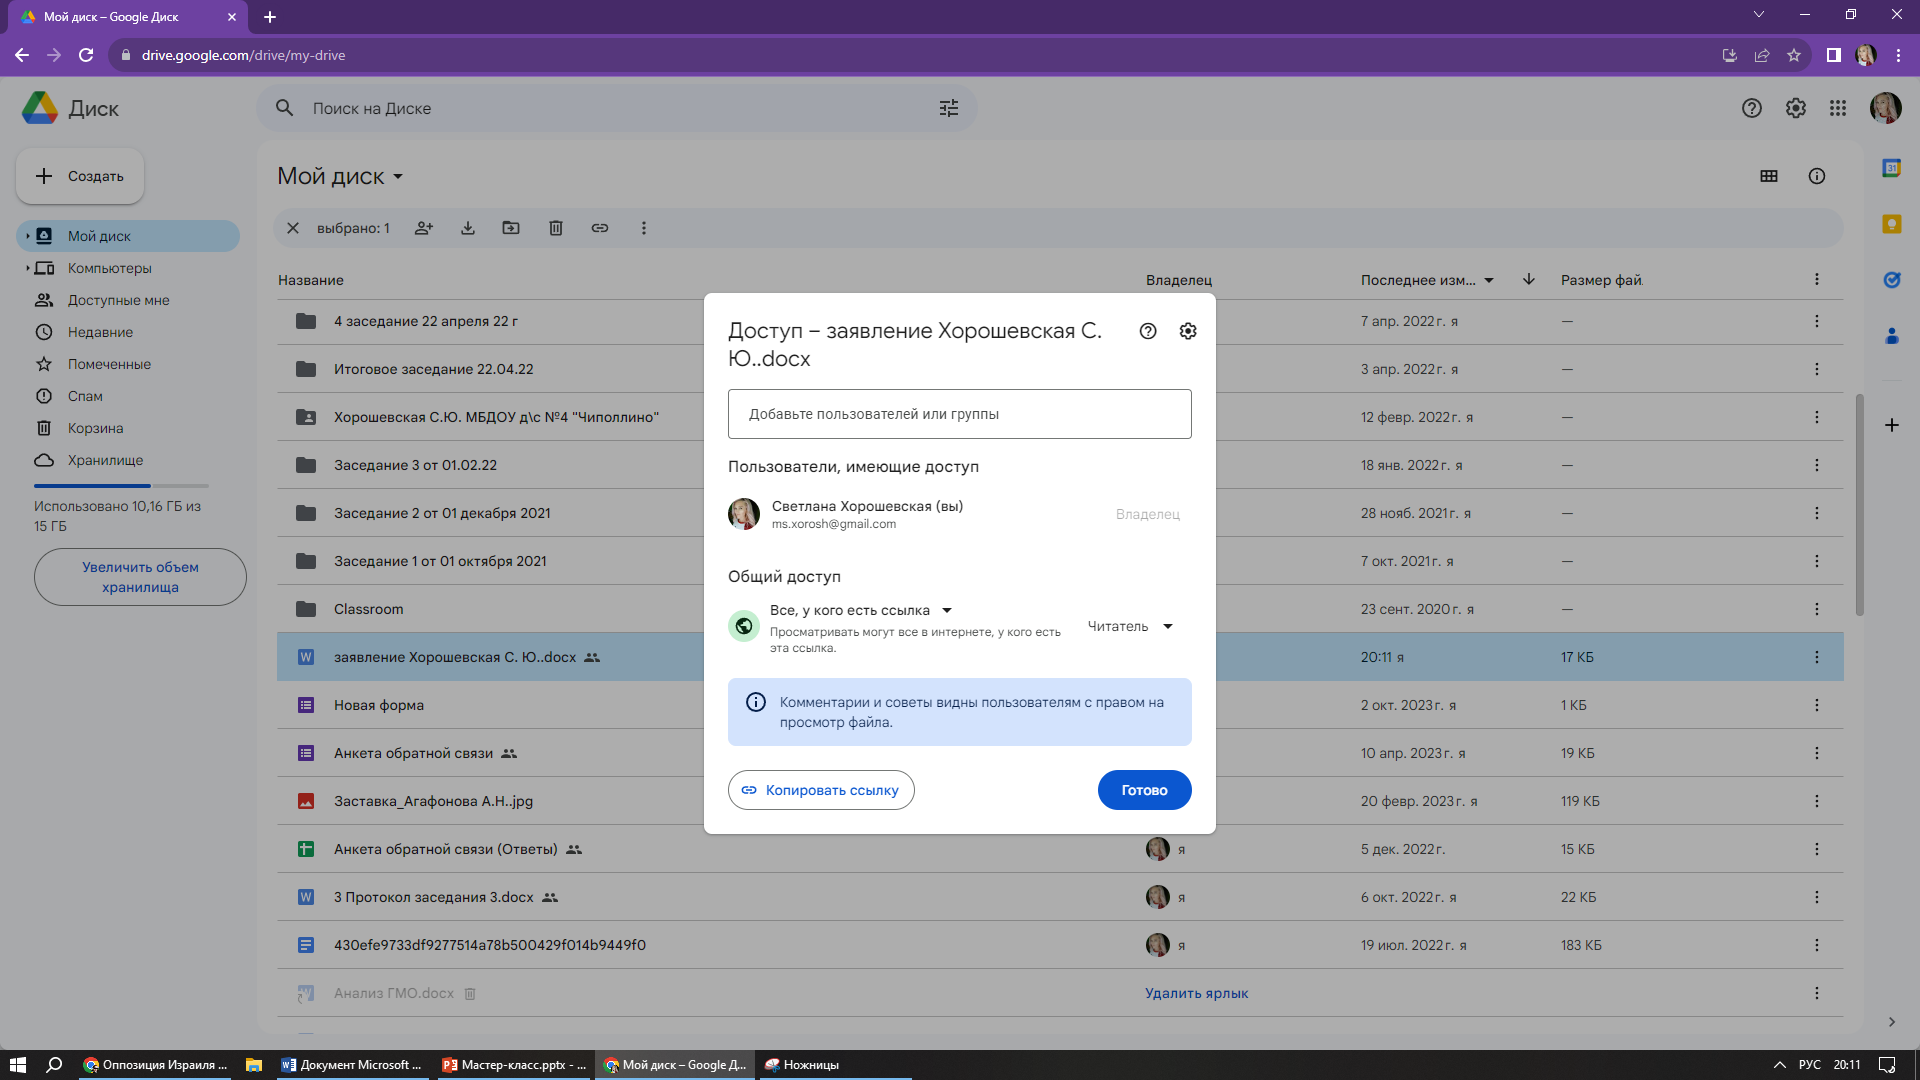 Мой диск – Google Диск
drive.google.com/drive/my-drive
Диск
Поиск на Диске
Создать
Мой диск
Компьютеры
Доступные мне
Недавние
Помеченные
Спам
Корзина
Хранилище
Использовано 10,16 ГБ из
15 ГБ
Увеличить объем
хранилища
Мой диск
выбрано: 1
Название Владелец Последнее изм... Размер фай
4 заседание 22 апреля 22 г 7 апр. 2022 г. я —
Итоговое заседание 22.04.22 3 апр. 2022 г. я —
Хорошевская С.Ю. МБДОУ д\с №4 "Чиполлино" 12 февр. 2022 г. я —
Заседание 3 от 01.02.22 18 янв. 2022 г. я —
Заседание 2 от 01 декабря 2021 28 нояб. 2021 г. я —
Заседание 1 от 01 октября 2021 7 окт. 2021 г. я —
Classroom 23 сент. 2020 г. я —
заявление Хорошевская С. Ю..docx 20:11 я 17 КБ
Новая форма 2 окт. 2023 г. я 1 КБ
Анкета обратной связи 10 апр. 2023 г. я 19 КБ
Заставка_Агафонова А.Н..jpg 20 февр. 2023 г. я 119 КБ
Анкета обратной связи (Ответы) я 5 дек. 2022 г. 15 КБ
3 Протокол заседания 3.docx я 6 окт. 2022 г. я 22 КБ
430efe9733df9277514a78b500429f014b9449f0 я 19 июл. 2022 г. я 183 КБ
Анализ ГМО.docx Удалить ярлык
Доступ – заявление Хорошевская С.
Ю..docx
Добавьте пользователей или группы
Пользователи, имеющие доступ
Светлана Хорошевская (вы)
ms.xorosh@gmail.com
Владелец
Общий доступ
Все, у кого есть ссылка
Просматривать могут все в интернете, у кого есть
эта ссылка.
Читатель
Комментарии и советы видны пользователям с правом на
просмотр файла.
Копировать ссылку
Готово
31
Оппозиция Израиля ... Документ Microsoft ... Мастер-класс.pptx - ... Мой диск – Google Д... Ножницы РУС 20:11